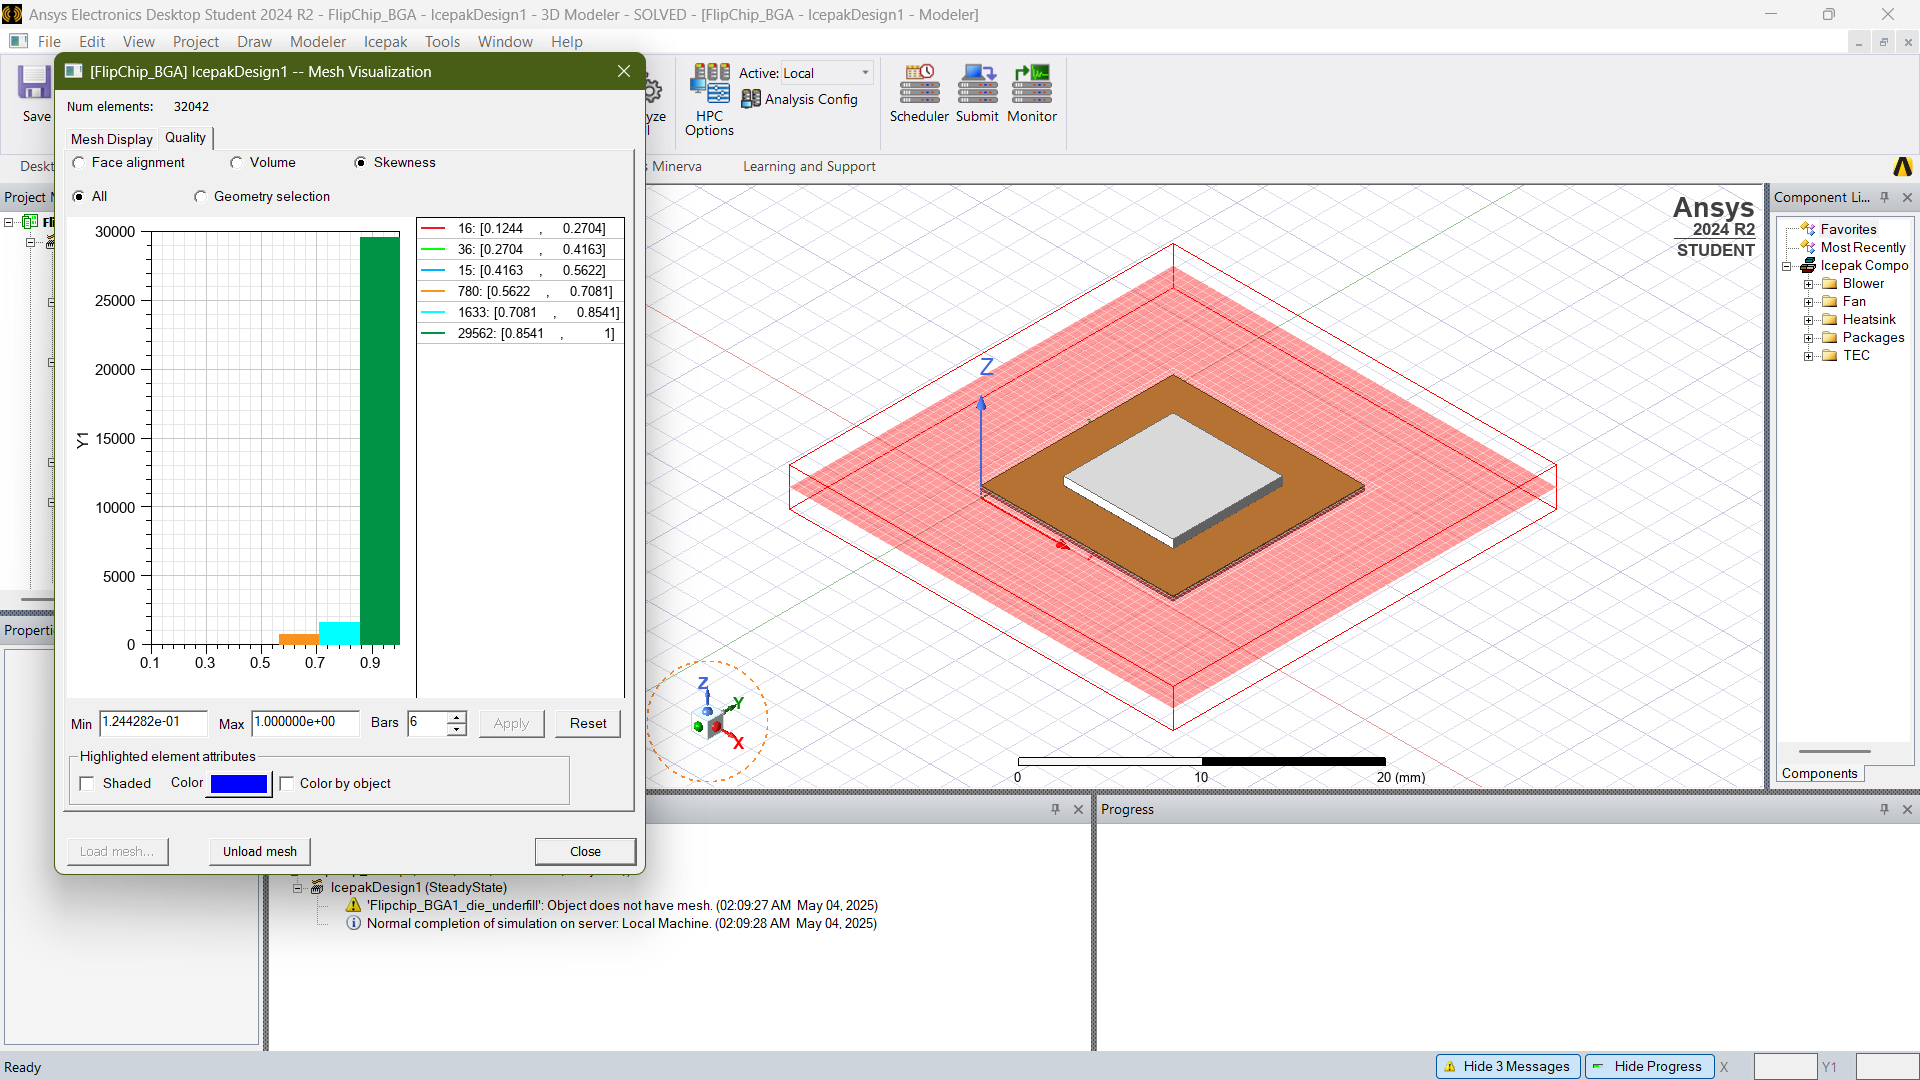 Ansys Electronics Desktop Student 2024 R2 - FlipChip_BGA - IcepakDesign1 - 3D Modeler - SOLVED - [FlipChip_BGA - IcepakDesign1 - Modeler]
File Edit View Project Draw Modeler Icepak Tools Window Help
[FlipChip_BGA] IcepakDesign1 -- Mesh Visualization
Save
HPC Options
Active: Local
Analysis Config
Scheduler Submit Monitor
Minerva Learning and Support
Num elements: 32042
Mesh Display Quality
Face alignment Volume Skewness
All Geometry selection
30000
25000
20000
15000
10000
5000
0
Y1
0.1 0.3 0.5 0.7 0.9
16: [0.1244 , 0.2704]
36: [0.2704 , 0.4163]
15: [0.4163 , 0.5622]
780: [0.5622 , 0.7081]
1633: [0.7081 , 0.8541]
29562: [0.8541 , 1]
Min 1.244282e-01 Max 1.000000e+00 Bars 6 Apply Reset
Highlighted element attributes
Shaded Color Color by object
Load mesh... Unload mesh Close
Ansys
2024 R2
STUDENT
Z
Z
Y
X
0 10 20 (mm)
Component Li...
Favorites
Most Recently
Icepak Compo
Blower
Fan
Heatsink
Packages
TEC
Components
Progress
IcepakDesign1 (SteadyState)
'Flipchip_BGA1_die_underfill': Object does not have mesh. (02:09:27 AM May 04, 2025)
Normal completion of simulation on server: Local Machine. (02:09:28 AM May 04, 2025)
Ready
Hide 3 Messages Hide Progress X Y1